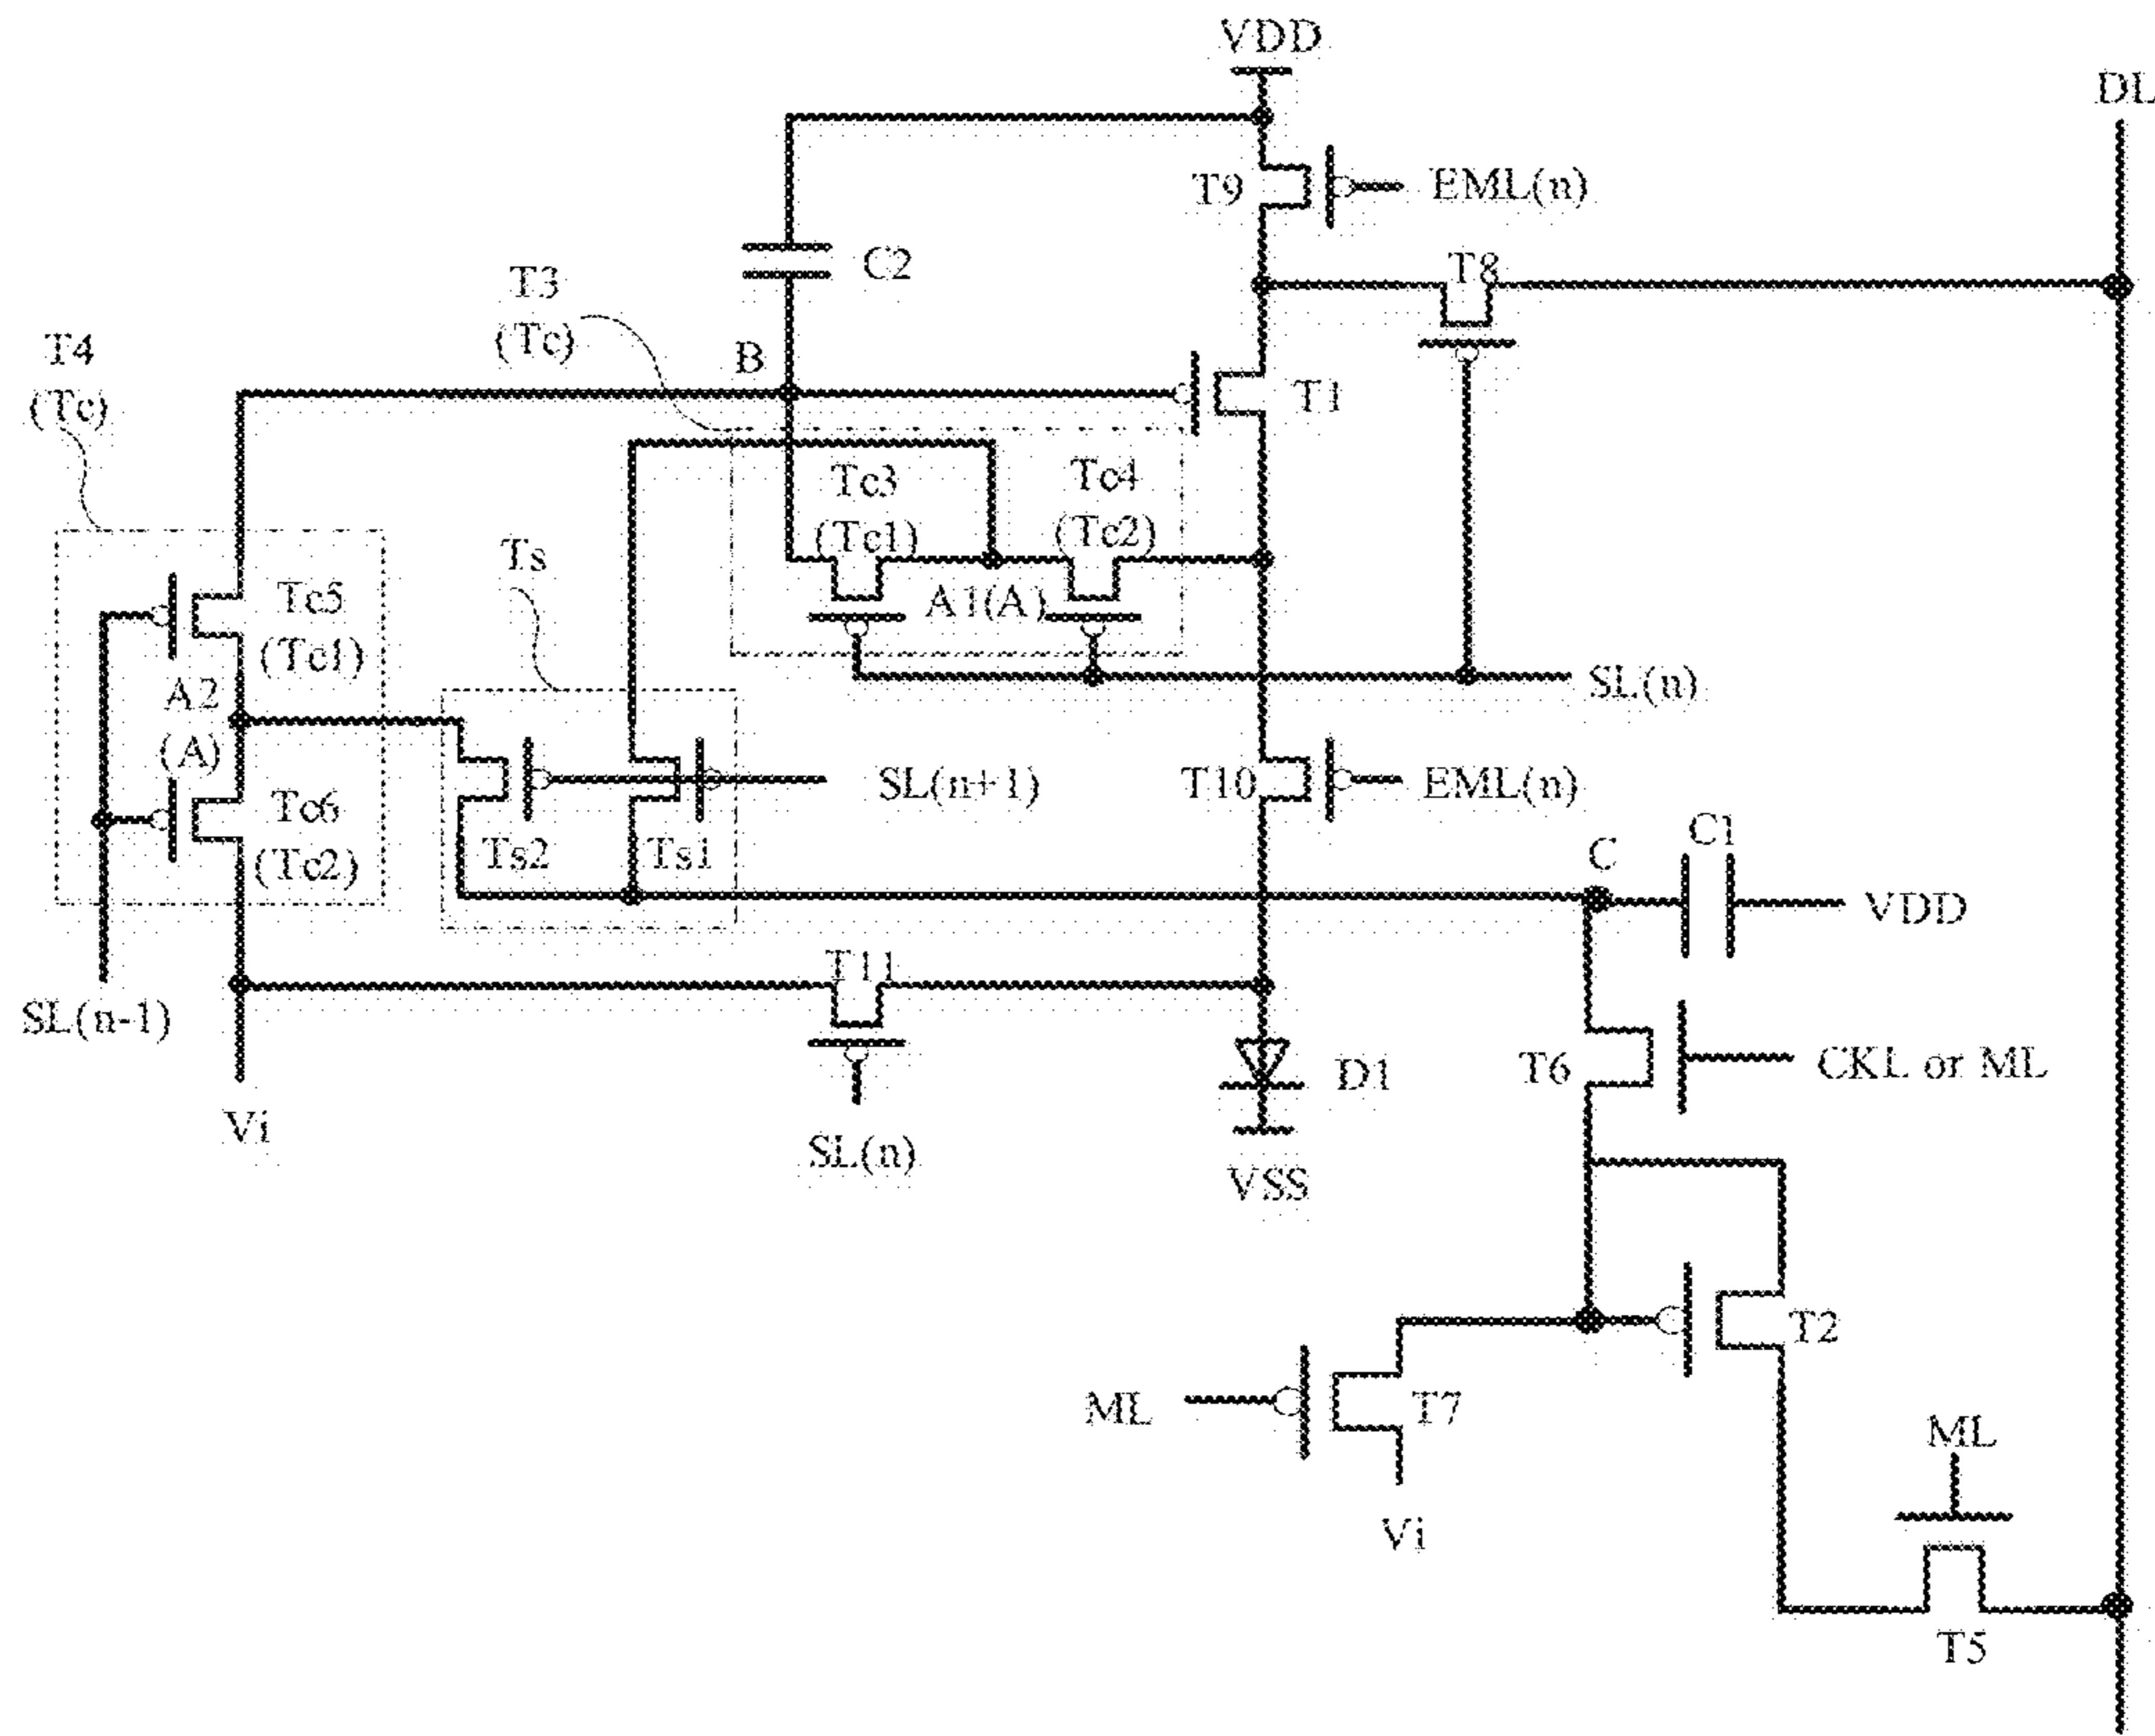 VDD
DL
T9
EML(n)
C2
T3
(Tc)
T8
T4
(Tc)
B
T1
Tc3
(Tc1)
Tc4
(Tc2)
Ts
Tc5
(Tc1)
A1(A)
A2
(A)
SL(n)
Tc6
(Tc2)
SL(n+1)
T10
EML(n)
Ts2
Ts1
C
C1
VDD
T11
SL(n-1)
T6
CKL or ML
D1
Vi
SL(n)
VSS
T2
ML
T7
ML
Vi
T5